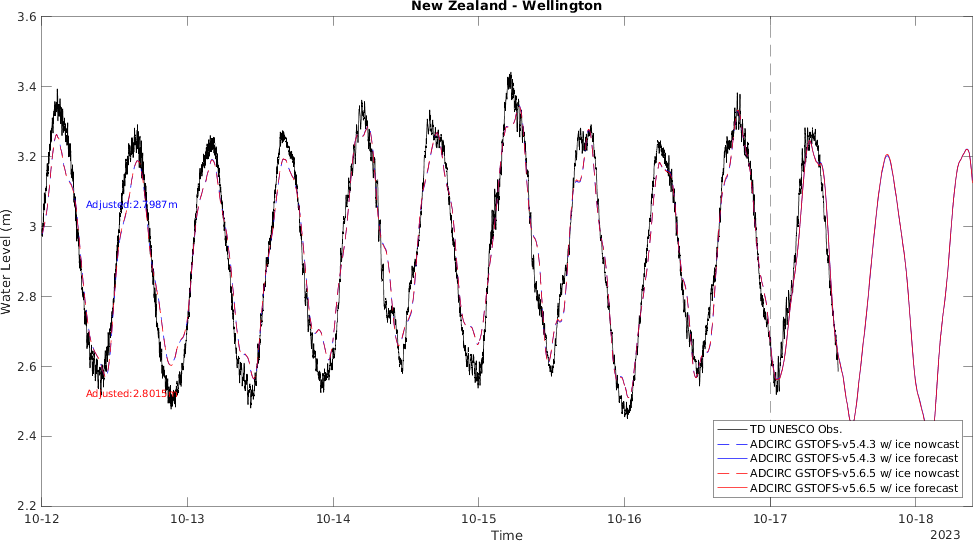 New Zealand - Wellington
3.6
3.4
3.2
3
2.8
2.6
2.4
2.2
Water Level (m)
Adjusted:2.7987m
Adjusted:2.8015m
TD UNESCO Obs.
ADCIRC GSTOFS-v5.4.3 w/ ice nowcast
ADCIRC GSTOFS-v5.4.3 w/ ice forecast
ADCIRC GSTOFS-v5.6.5 w/ ice nowcast
ADCIRC GSTOFS-v5.6.5 w/ ice forecast
10-12 10-13 10-14 10-15 10-16 10-17 10-18
Time
2023